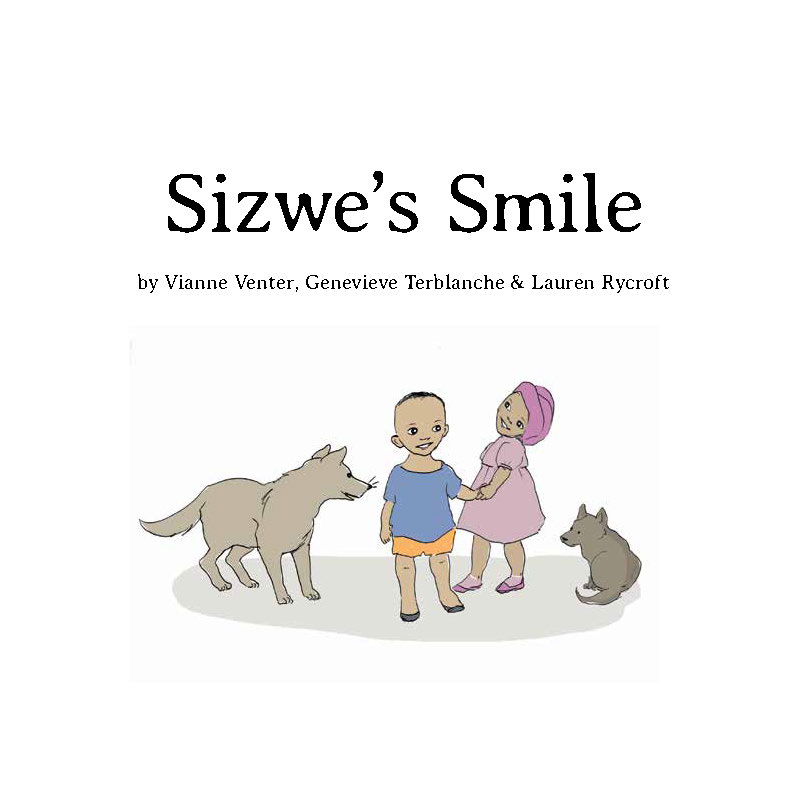 Sizwe’s Smile
by Vianne Venter, Genevieve Terblanche & Lauren Rycroft